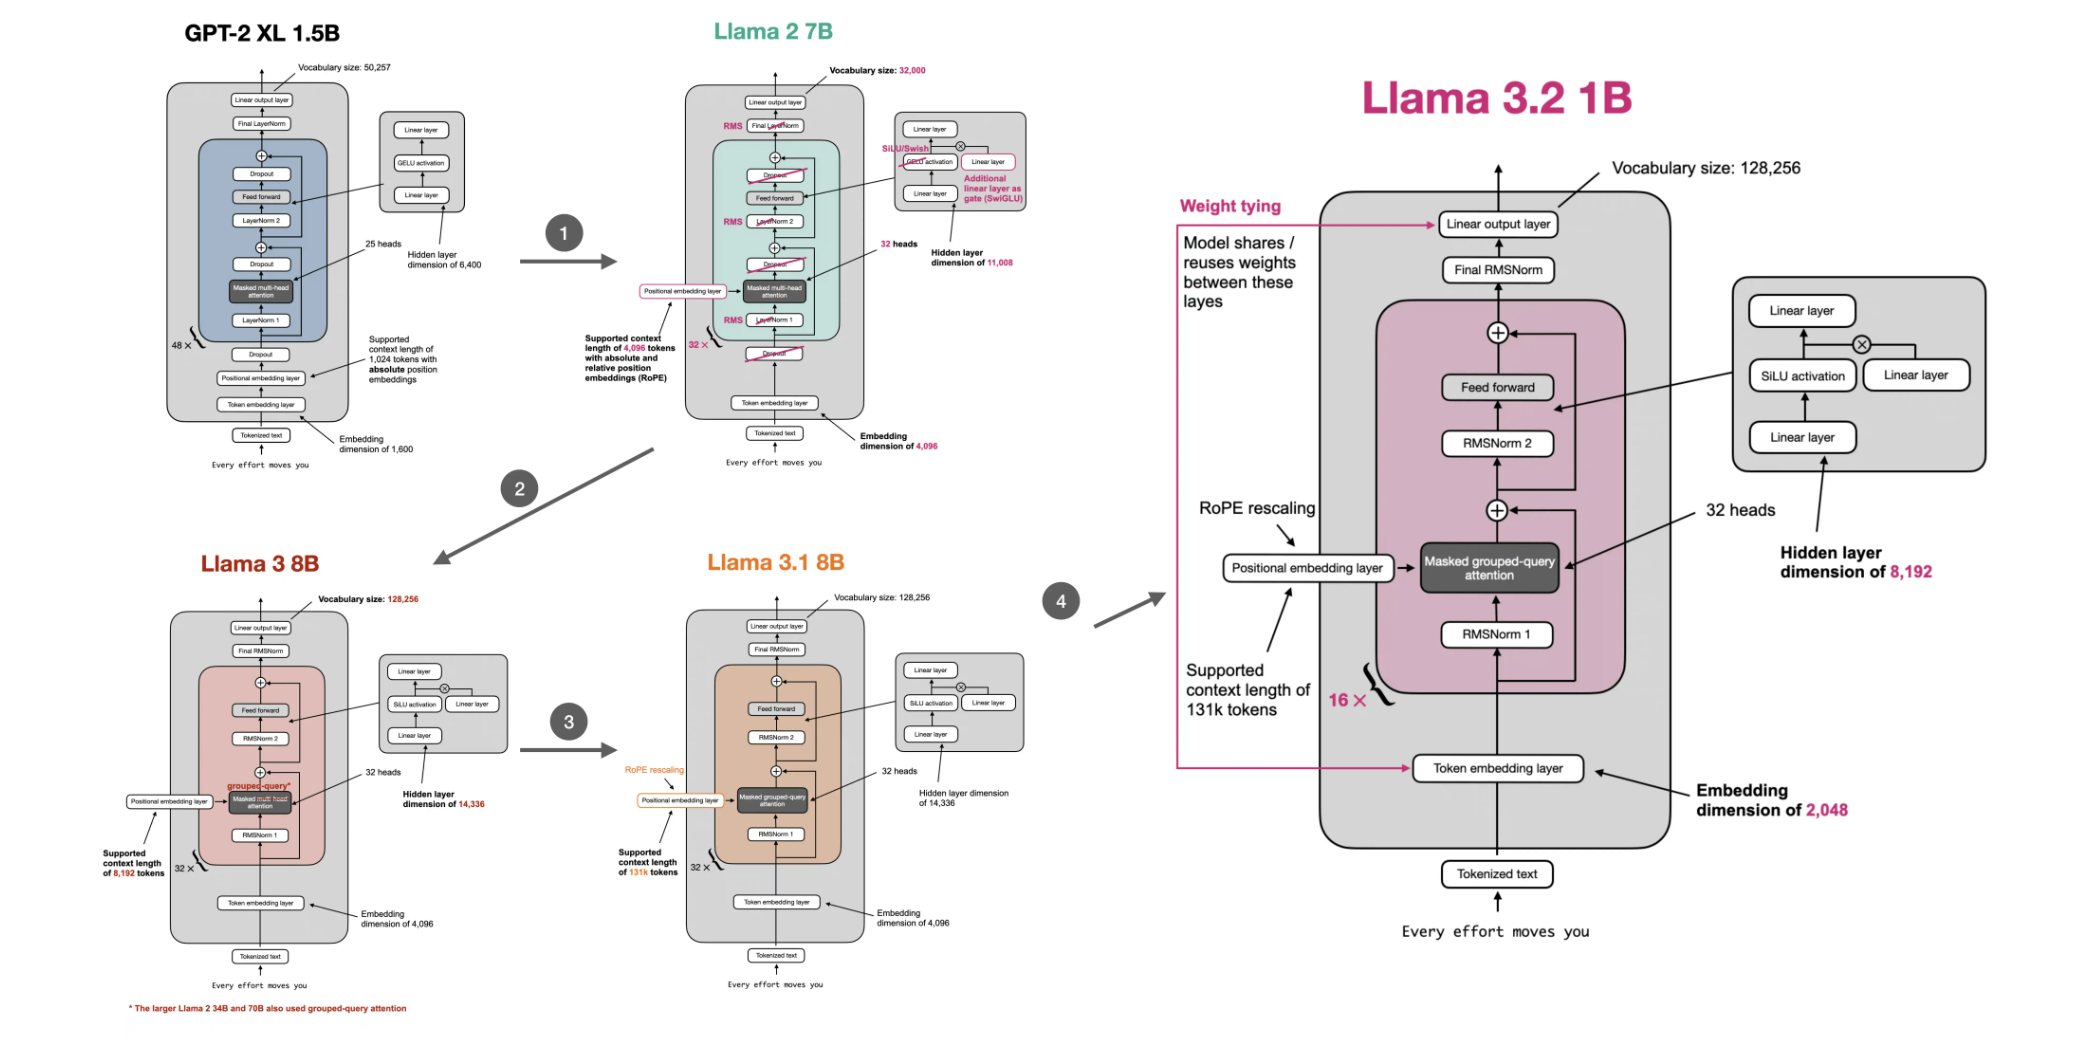 GPT-2 XL 1.5B
Vocabulary size: 50,257
Linear output layer
Final LayerNorm
Dropout
Feed forward
LayerNorm 2
Dropout
Masked multi-head
attention
LayerNorm 1
48 ×
Dropout
Positional embedding layer
Token embedding layer
Tokenized text
Every effort moves you
Linear layer
GELU activation
Linear layer
25 heads
Hidden layer
dimension of 6,400
Supported
context length of
1,024 tokens with
absolute position
embeddings
Embedding
dimension of 1,600
1
Llama 2 7B
Vocabulary size: 32,000
Linear output layer
RMS
Final LayerNorm
Dropout
Feed forward
RMS
LayerNorm 2
Dropout
Positional embedding layer
Masked multi-head
attention
RMS
LayerNorm 1
32 ×
Dropout
Token embedding layer
Tokenized text
Every effort moves you
Supported context
length of 4,096 tokens
with absolute and
relative position
embeddings (RoPE)
Linear layer
SiLU/Swish
GELU activation
Linear layer
Linear layer
Additional
linear layer as
gate (SwiGLU)
32 heads
Hidden layer
dimension of 11,008
Embedding
dimension of 4,096
2
Llama 3 8B
Vocabulary size: 128,256
Linear output layer
Final RMSNorm
Feed forward
RMSNorm 2
grouped-query*
Positional embedding layer
Masked multi-head
attention
RMSNorm 1
32 ×
Supported
context length
of 8,192 tokens
Token embedding layer
Tokenized text
Every effort moves you
Linear layer
SiLU activation
Linear layer
Linear layer
32 heads
Hidden layer
dimension of 14,336
Embedding
dimension of 4,096
* The larger Llama 2 34B and 70B also used grouped-query attention
3
Llama 3.1 8B
Vocabulary size: 128,256
Linear output layer
Final RMSNorm
Feed forward
RMSNorm 2
RoPE rescaling
Positional embedding layer
Masked grouped-query
attention
RMSNorm 1
32 ×
Supported
context length
of 131k tokens
Token embedding layer
Tokenized text
Every effort moves you
Linear layer
SiLU activation
Linear layer
Linear layer
32 heads
Hidden layer dimension
of 14,336
Embedding
dimension of 4,096
4
Llama 3.2 1B
Vocabulary size: 128,256
Weight tying
Model shares /
reuses weights
between these
layes
Linear output layer
Final RMSNorm
Feed forward
RMSNorm 2
RoPE rescaling
Positional embedding layer
Masked grouped-query
attention
RMSNorm 1
Supported
context length of
131k tokens
16 ×
Token embedding layer
Tokenized text
Every effort moves you
Linear layer
SiLU activation
Linear layer
Linear layer
32 heads
Hidden layer
dimension of 8,192
Embedding
dimension of 2,048